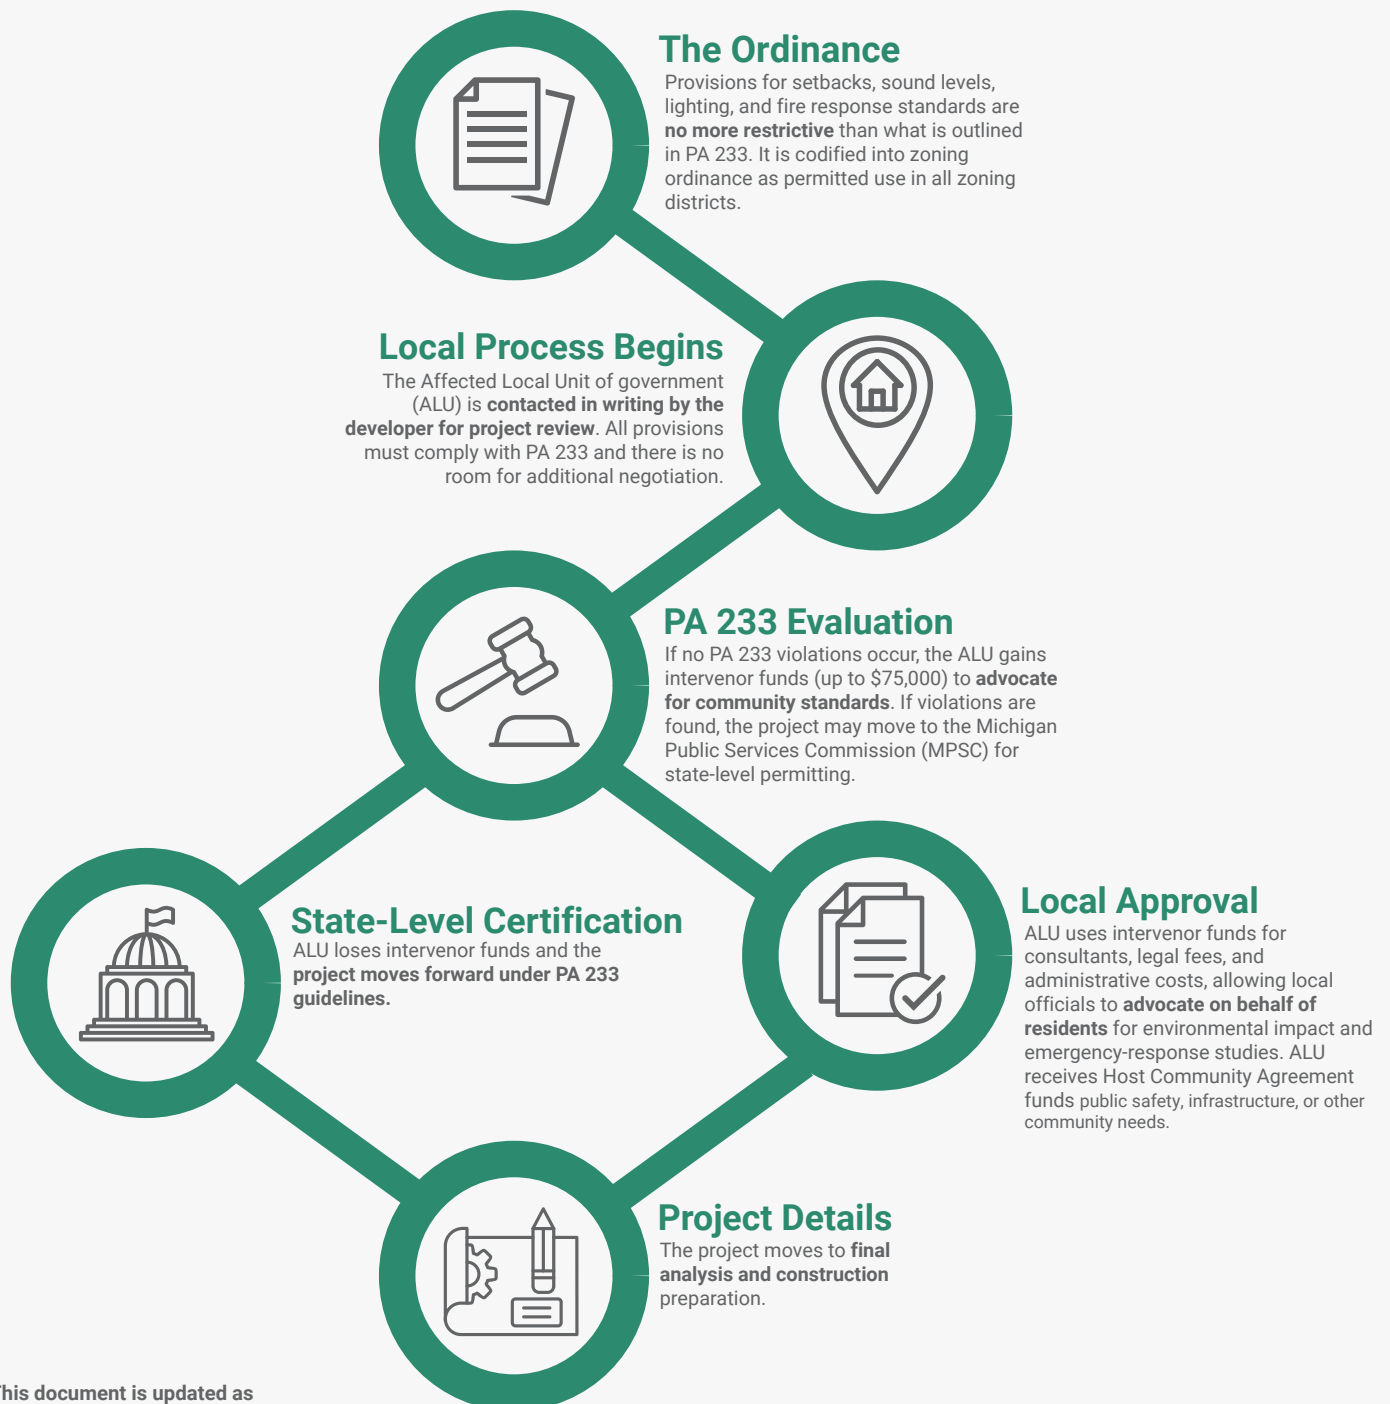 The Ordinance
Provisions for setbacks, sound levels,
lighting, and fire response standards are
no more restrictive than what is outlined
in PA 233. It is codified into zoning
ordinance as permitted use in all zoning
districts.
Local Process Begins
The Affected Local Unit of government
(ALU) is contacted in writing by the
developer for project review. All provisions
must comply with PA 233 and there is no
room for additional negotiation.
PA 233 Evaluation
If no PA 233 violations occur, the ALU gains
intervenor funds (up to $75,000) to advocate
for community standards. If violations are
found, the project may move to the Michigan
Public Services Commission (MPSC) for
state-level permitting.
State-Level Certification
ALU loses intervenor funds and the
project moves forward under PA 233
guidelines.
Local Approval
ALU uses intervenor funds for
consultants, legal fees, and
administrative costs, allowing local
officials to advocate on behalf of
residents for environmental impact and
emergency-response studies. ALU
receives Host Community Agreement
funds public safety, infrastructure, or other
community needs.
Project Details
The project moves to final
analysis and construction
preparation.
This document is updated as